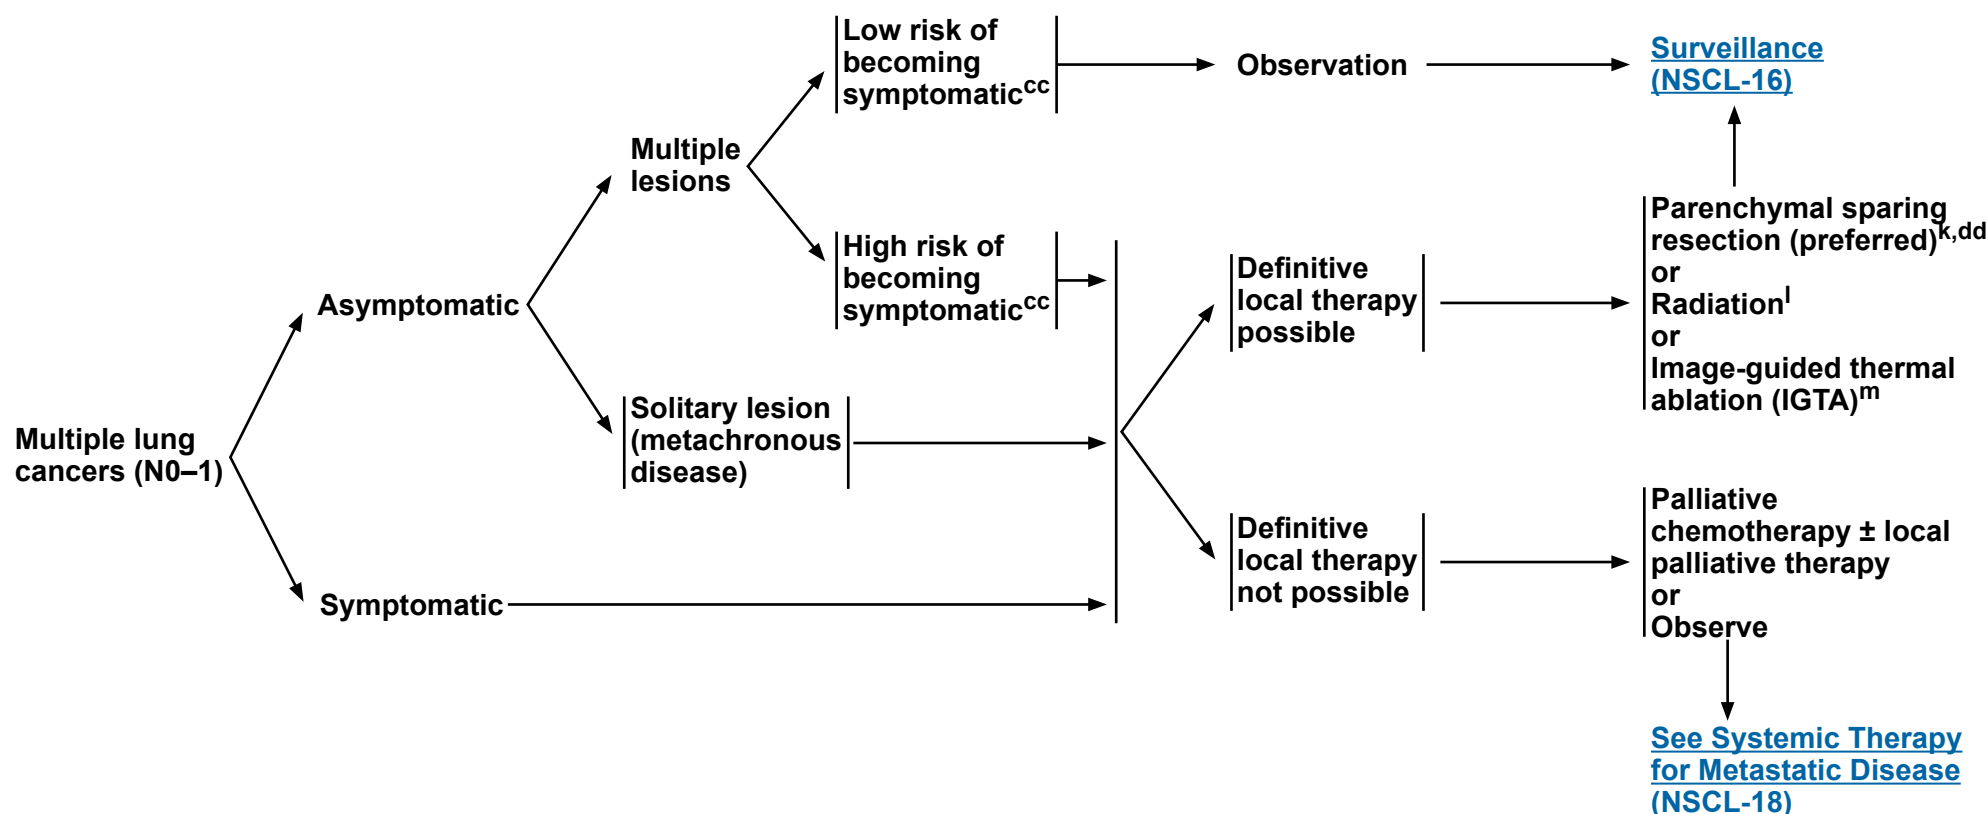 Multiple lung
cancers (N0–1)
Asymptomatic
Symptomatic
Multiple
lesions
Solitary lesion
(metachronous
disease)
Low risk of
becoming
symptomaticcc
High risk of
becoming
symptomaticcc
Observation
Definitive
local therapy
possible
Definitive
local therapy
not possible
Surveillance
(NSCL-16)
Parenchymal sparing
resection (preferred)k,dd
or
Radiationl
or
Image-guided thermal
ablation (IGTA)m
Palliative
chemotherapy ± local
palliative therapy
or
Observe
See Systemic Therapy
for Metastatic Disease
(NSCL-18)